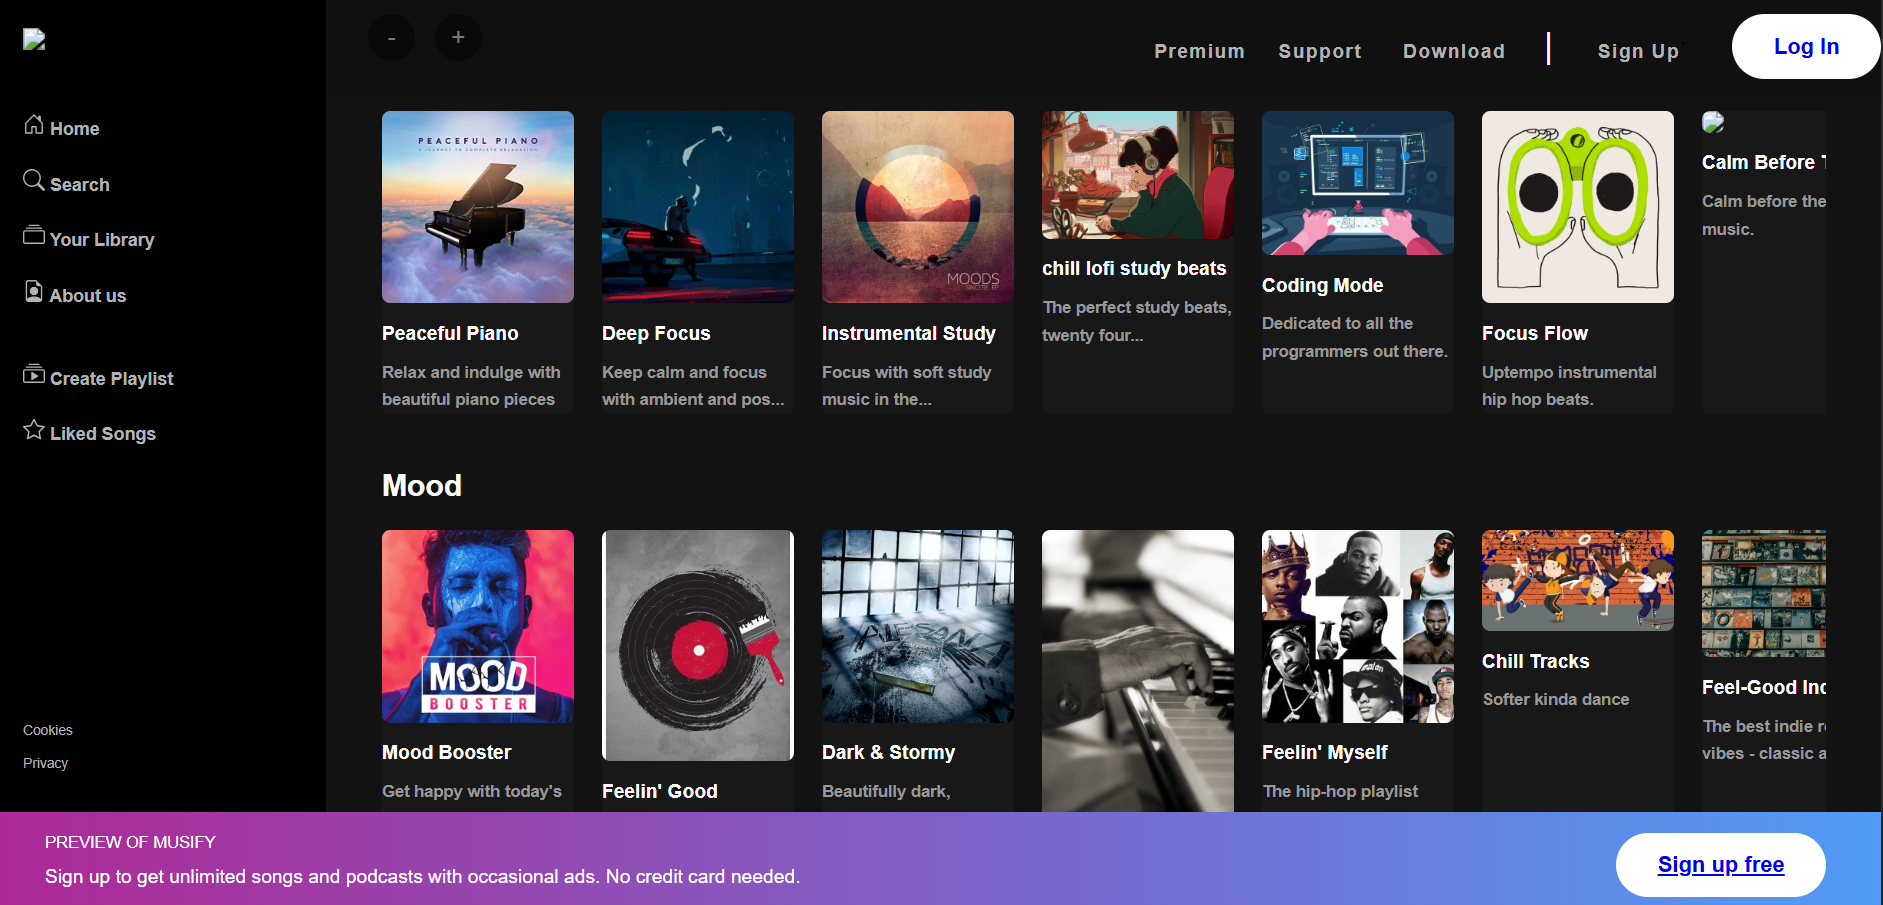 -
+
Premium
Support
Download
|
Sign Up
Log In
Home
Search
Your Library
About us
Create Playlist
Liked Songs
Cookies
Privacy
PEACEFUL PIANO
A JOURNEY TO COMPLETE RELAXATION
Peaceful Piano
Relax and indulge with
beautiful piano pieces
Deep Focus
Keep calm and focus
with ambient and pos...
MOODS
SINCERE EP
Instrumental Study
Focus with soft study
music in the...
chill lofi study beats
The perfect study beats,
twenty four...
Coding Mode
Dedicated to all the
programmers out there.
Focus Flow
Uptempo instrumental
hip hop beats.
Calm Before
Calm before the
music.
Mood
MOOD
BOOSTER
Mood Booster
Get happy with today's
Feelin' Good
Dark & Stormy
Beautifully dark,
Feelin' Myself
The hip-hop playlist
Chill Tracks
Softer kinda dance
Feel-Good
The best indie
vibes - classic
PREVIEW OF MUSIFY
Sign up to get unlimited songs and podcasts with occasional ads. No credit card needed.
Sign up free